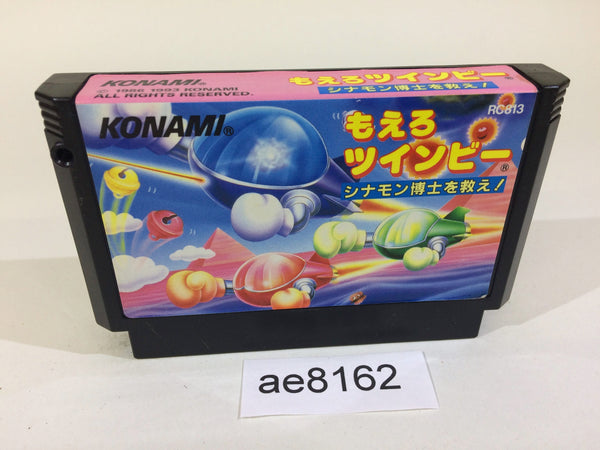 KONAMI®
© 1986 1993 KONAMI
ALL RIGHTS RESERVED.
もえろツインビー®
シナモン博士を救え!
RC813
KONAMI®
もえろ
ツインビー®
シナモン博士を救え!
ae8162